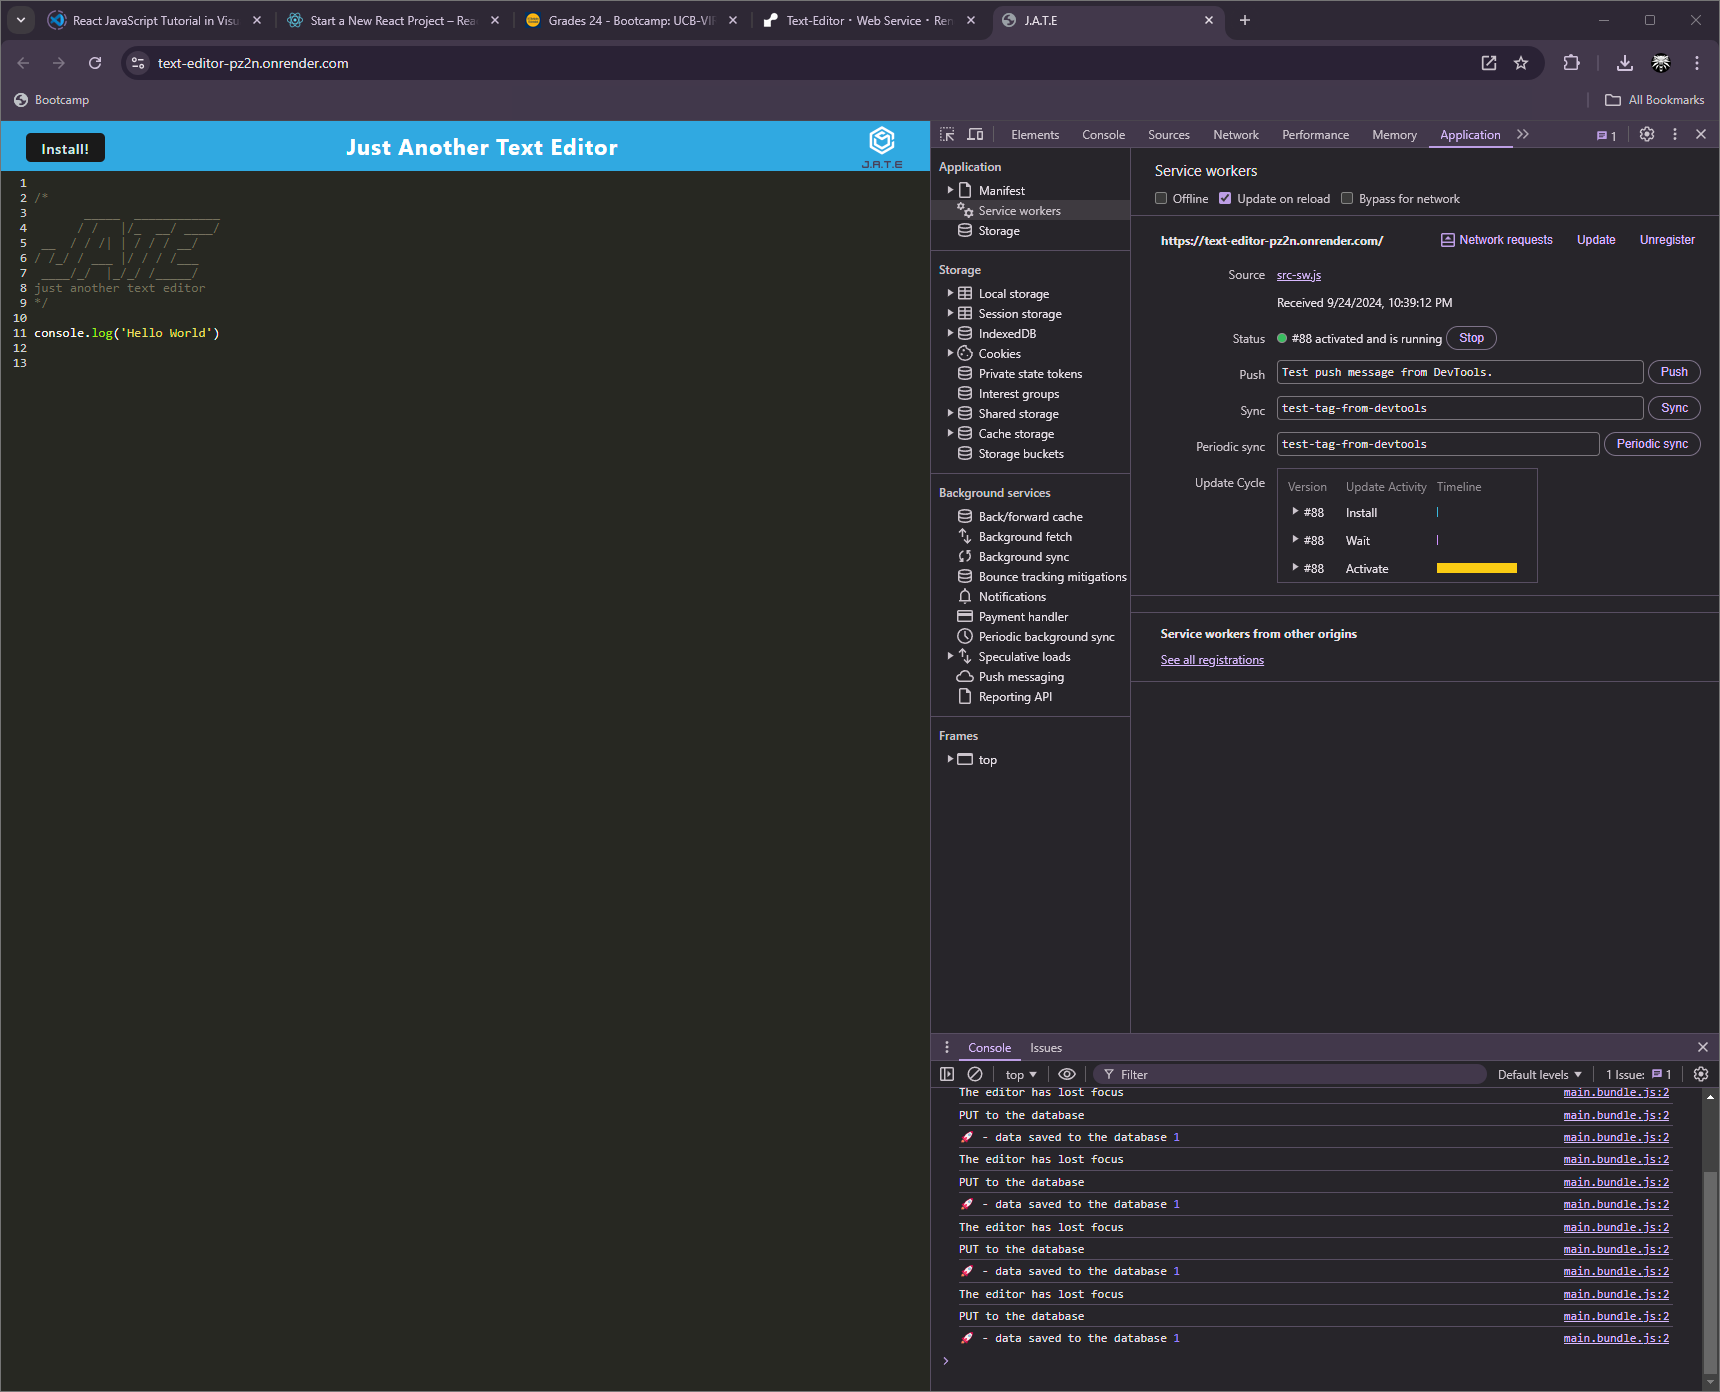 React JavaScript Tutorial in Visu
Start a New React Project – Rea
Grades 24 - Bootcamp: UCB-VIR
Text-Editor · Web Service · Ren
J.A.T.E
text-editor-pz2n.onrender.com
Bootcamp
All Bookmarks
Install!
Just Another Text Editor
J.A.T.E
1
2 /*
3       _____  ____________
4      / /   |/_  __/ ____/
5 __  / / /| | / / / __/
6 / /_/ / ___ |/ / / /___
7 ____/_/  |_/_/ /_____/
8 just another text editor
9 */
10
11 console.log('Hello World')
12
13
Elements
Console
Sources
Network
Performance
Memory
Application
1
Application
Manifest
Service workers
Storage
Storage
Local storage
Session storage
IndexedDB
Cookies
Private state tokens
Interest groups
Shared storage
Cache storage
Storage buckets
Background services
Back/forward cache
Background fetch
Background sync
Bounce tracking mitigations
Notifications
Payment handler
Periodic background sync
Speculative loads
Push messaging
Reporting API
Frames
top
Service workers
Offline Update on reload Bypass for network
https://text-editor-pz2n.onrender.com/ Network requests Update Unregister
Source src-sw.js
Received 9/24/2024, 10:39:12 PM
Status #88 activated and is running Stop
Push Test push message from DevTools. Push
Sync test-tag-from-devtools Sync
Periodic sync test-tag-from-devtools Periodic sync
Update Cycle Version Update Activity Timeline
#88 Install
#88 Wait
#88 Activate
Service workers from other origins
See all registrations
Console Issues
top Filter Default levels 1 Issue: 1
The editor has lost focus main.bundle.js:2
PUT to the database main.bundle.js:2
🚀 - data saved to the database 1 main.bundle.js:2
The editor has lost focus main.bundle.js:2
PUT to the database main.bundle.js:2
🚀 - data saved to the database 1 main.bundle.js:2
The editor has lost focus main.bundle.js:2
PUT to the database main.bundle.js:2
🚀 - data saved to the database 1 main.bundle.js:2
The editor has lost focus main.bundle.js:2
PUT to the database main.bundle.js:2
🚀 - data saved to the database 1 main.bundle.js:2